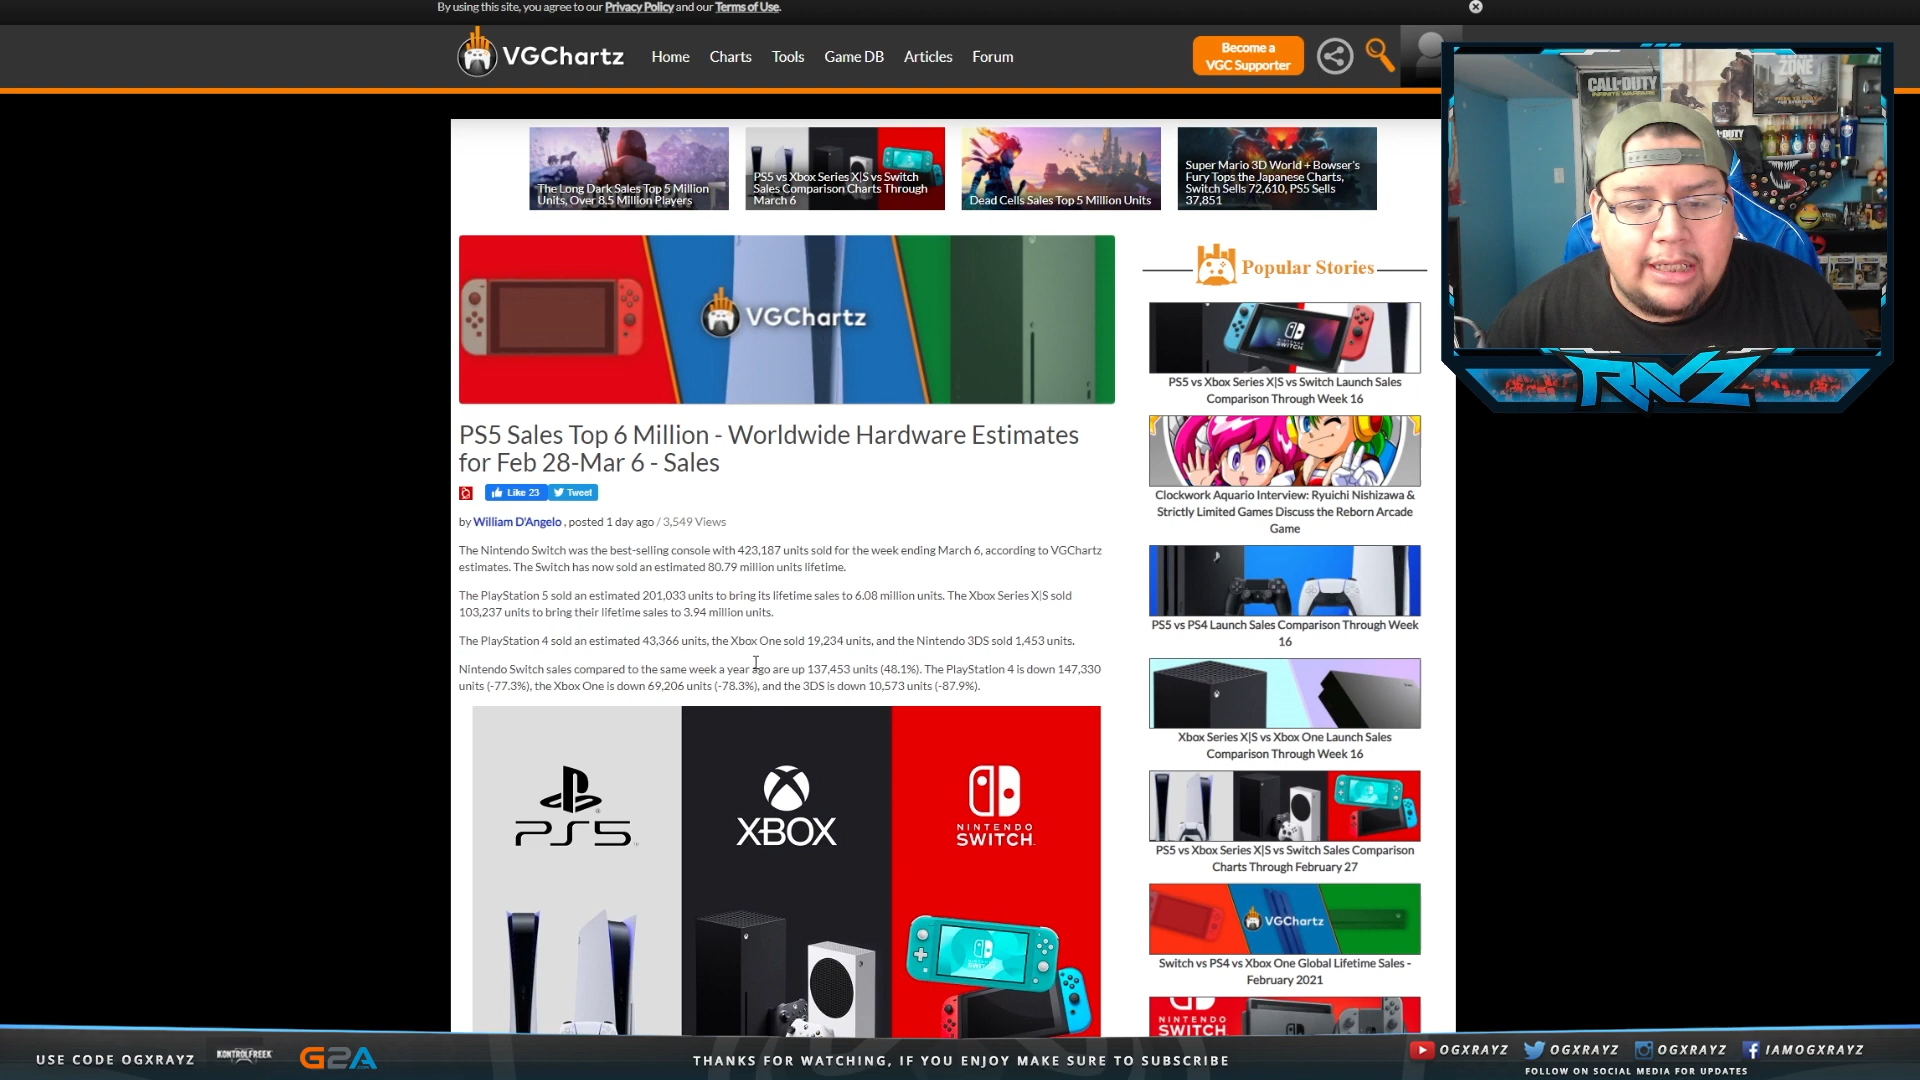 By using this site, you agree to our Privacy Policy and our Terms of Use.
VGChartz
Home
Charts
Tools
Game DB
Articles
Forum
Become a
VGC Supporter
The Long Dark Sales Top 5 Million
Units, Over 8.5 Million Players
PS5 vs Xbox Series X|S vs Switch
Sales Comparison Charts Through
March 6
Dead Cells Sales Top 5 Million Units
Super Mario 3D World + Bowser's
Fury Tops the Japanese Charts,
Switch Sells 72,610, PS5 Sells
37,851
CALL OF DUTY
INFINITE WARFARE
ZONE
VGChartz
PS5 Sales Top 6 Million - Worldwide Hardware Estimates
for Feb 28-Mar 6 - Sales
Like 23
Tweet
by William D'Angelo , posted 1 day ago / 3,549 Views
The Nintendo Switch was the best-selling console with 423,187 units sold for the week ending March 6, according to VGChartz
estimates. The Switch has now sold an estimated 80.79 million units lifetime.
The PlayStation 5 sold an estimated 201,033 units to bring its lifetime sales to 6.08 million units. The Xbox Series X|S sold
103,237 units to bring their lifetime sales to 3.94 million units.
The PlayStation 4 sold an estimated 43,366 units, the Xbox One sold 19,234 units, and the Nintendo 3DS sold 1,453 units.
Nintendo Switch sales compared to the same week a year ago are up 137,453 units (48.1%). The PlayStation 4 is down 147,330
units (-77.3%), the Xbox One is down 69,206 units (-78.3%), and the 3DS is down 10,573 units (-87.9%).
PS5
XBOX
NINTENDO
SWITCH
Popular Stories
NINTENDO
SWITCH
PS5 vs Xbox Series X|S vs Switch Launch Sales
Comparison Through Week 16
Clockwork Aquario Interview: Ryuichi Nishizawa &
Strictly Limited Games Discuss the Reborn Arcade
Game
PS5 vs PS4 Launch Sales Comparison Through Week
16
Xbox Series X|S vs Xbox One Launch Sales
Comparison Through Week 16
PS5 vs Xbox Series X|S vs Switch Sales Comparison
Charts Through February 27
VGChartz
Switch vs PS4 vs Xbox One Global Lifetime Sales -
February 2021
NINTENDO
SWITCH
RAYZ
USE CODE OGXRAYZ
KONTROLFREEK
G2A
THANKS FOR WATCHING, IF YOU ENJOY MAKE SURE TO SUBSCRIBE
OGXRAYZ
OGXRAYZ
OGXRAYZ
IAMOGXRAYZ
FOLLOW ON SOCIAL MEDIA FOR UPDATES